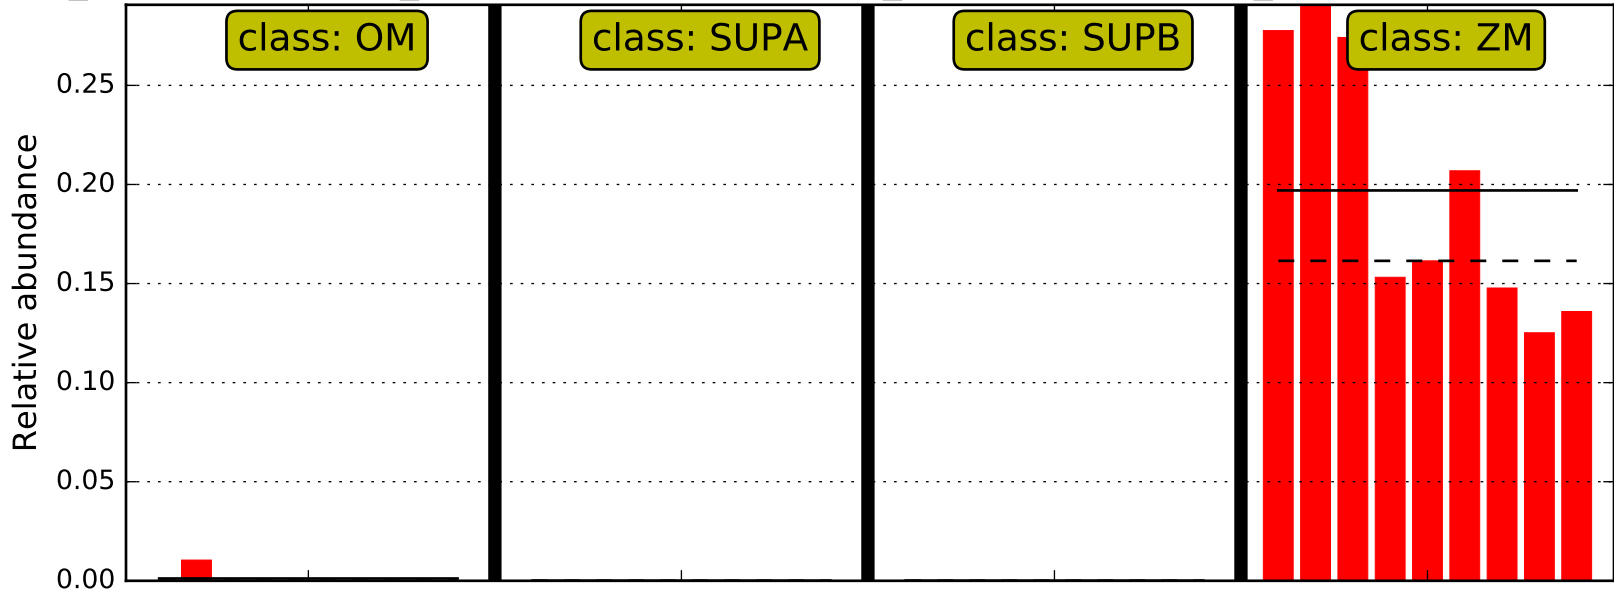 class: OM
class: SUPA
class: SUPB
class: ZM
Relative abundance
0.25
0.20
0.15
0.10
0.05
0.00